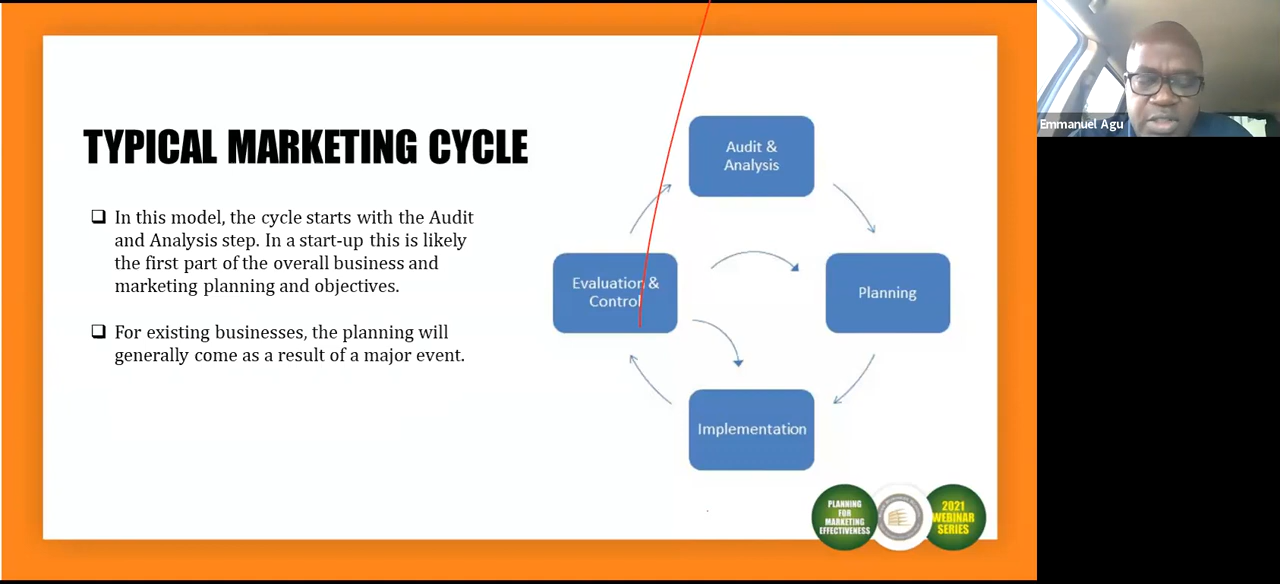 TYPICAL MARKETING CYCLE
❑ In this model, the cycle starts with the Audit
and Analysis step. In a start-up this is likely
the first part of the overall business and
marketing planning and objectives.
❑ For existing businesses, the planning will
generally come as a result of a major event.
Audit &
Analysis
Evaluation &
Control
Planning
Implementation
PLANNING
FOR
MARKETING
EFFECTIVENESS
2021
WEBINAR
SERIES
Emmanuel Agu